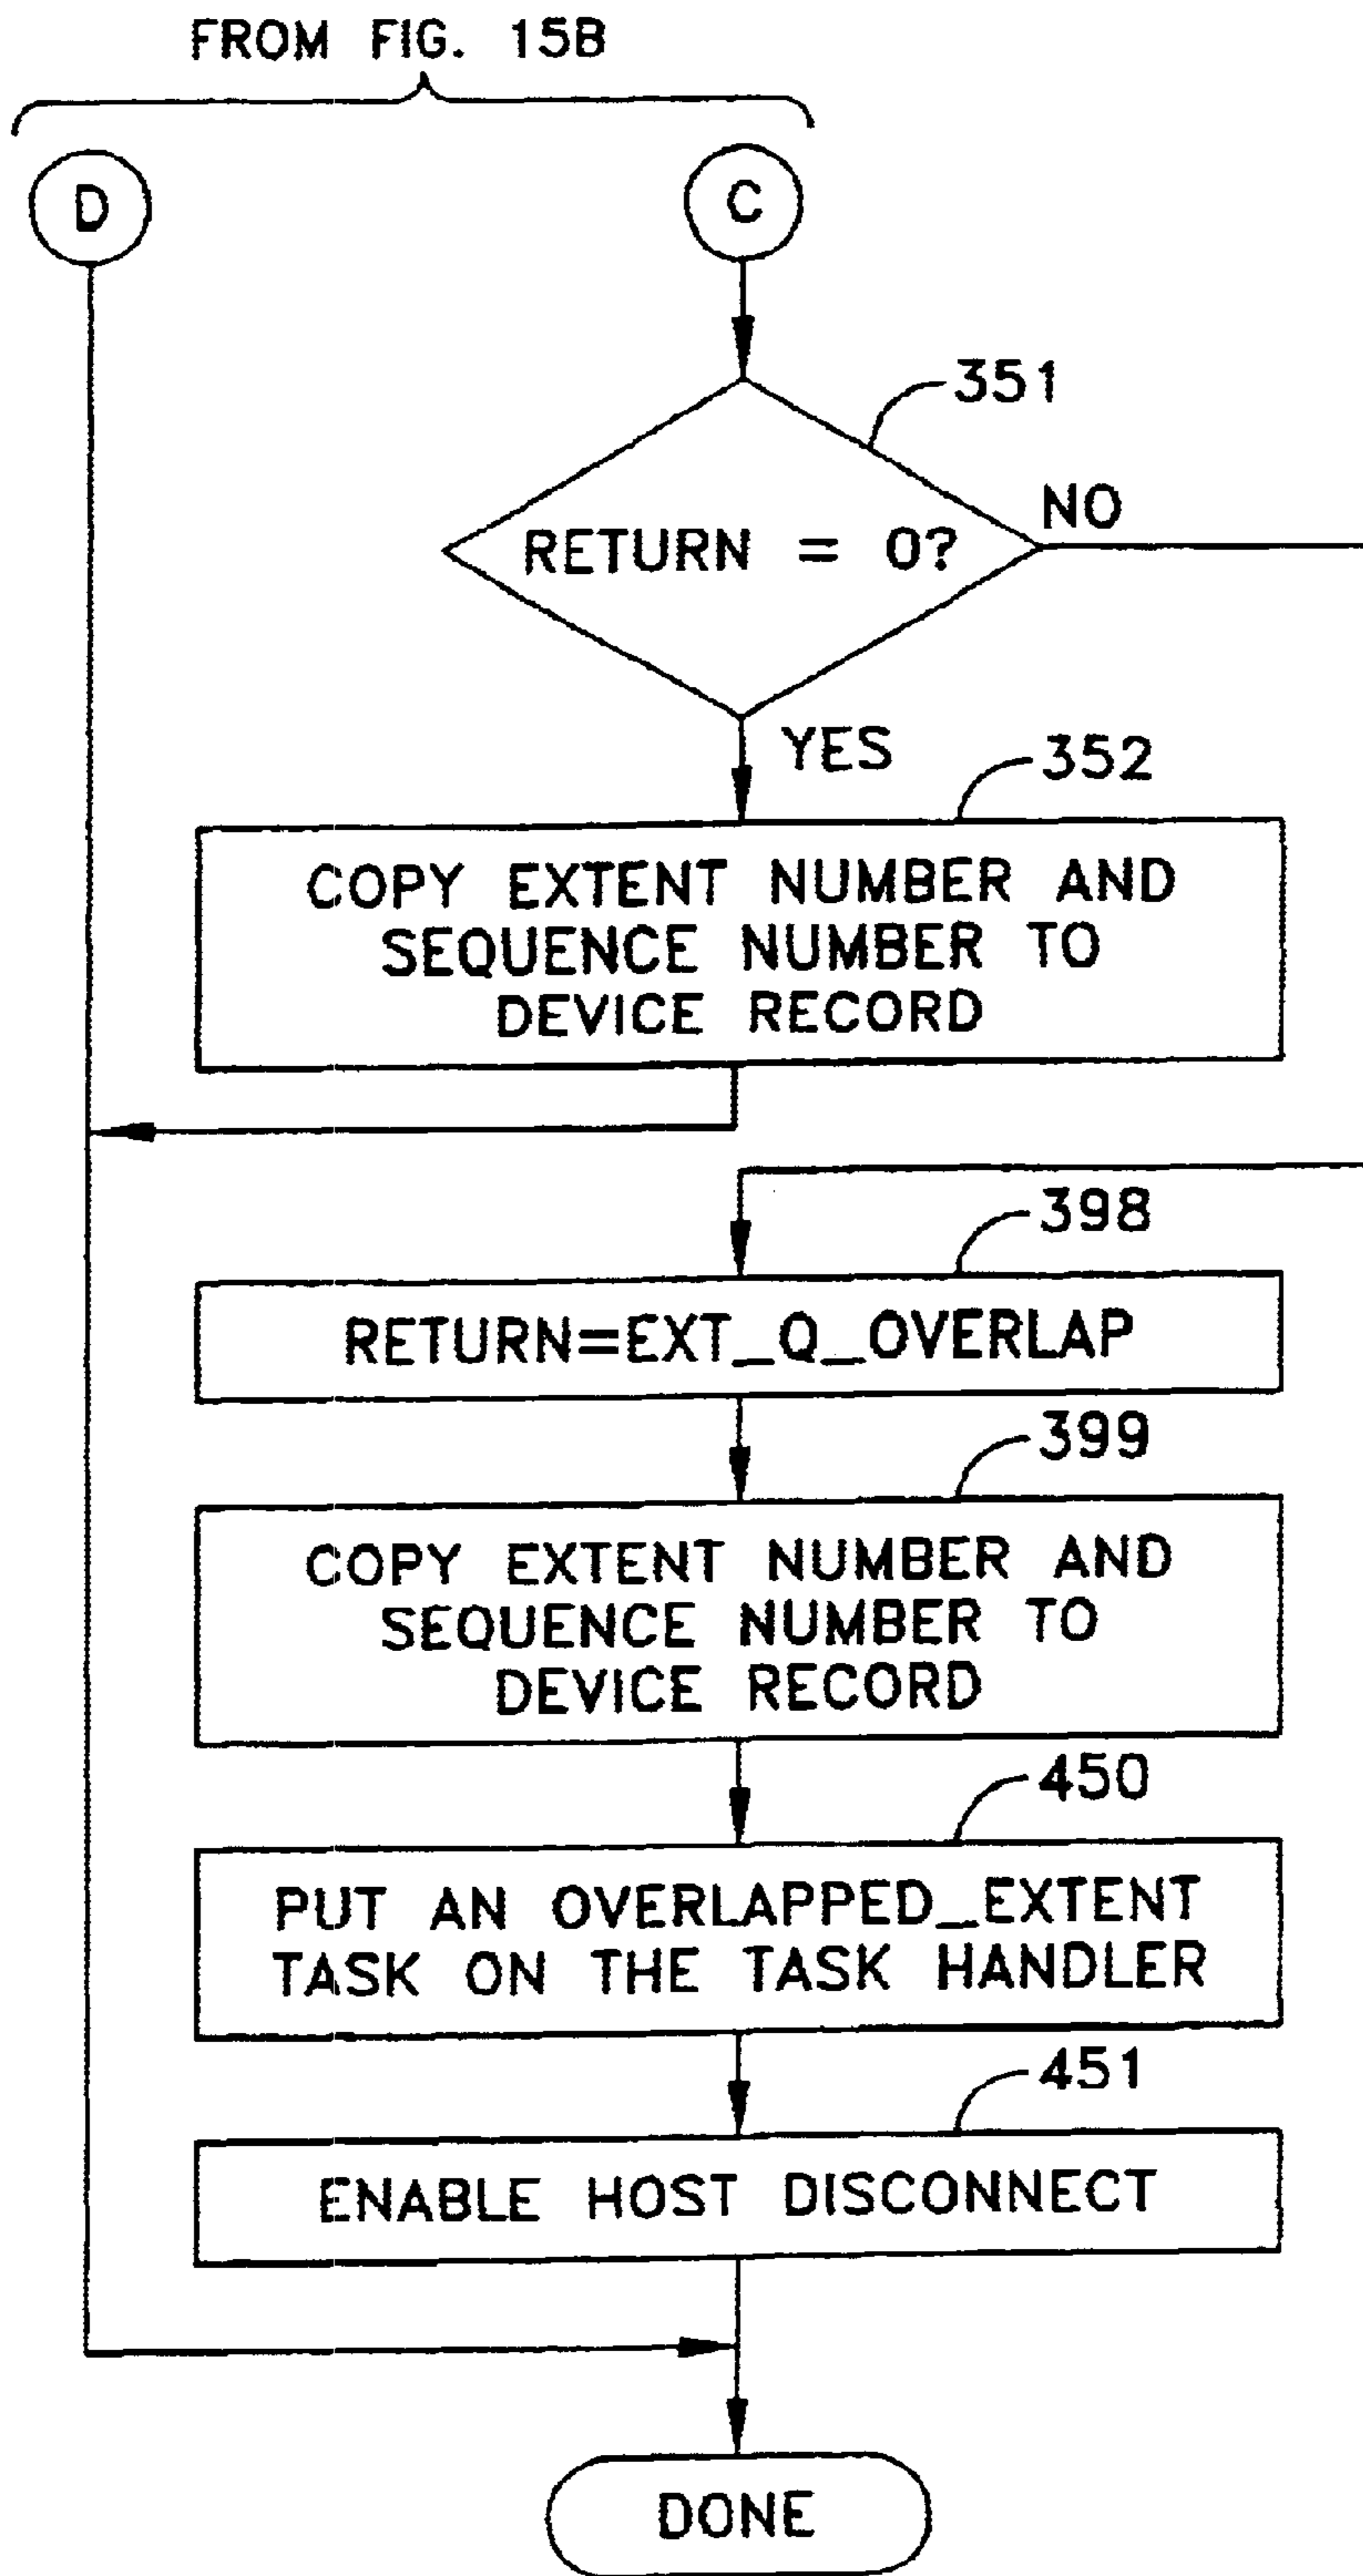 FROM FIG. 15B
D
C
351
RETURN = 0?
NO
YES
352
COPY EXTENT NUMBER AND
SEQUENCE NUMBER TO
DEVICE RECORD
398
RETURN=EXT_Q_OVERLAP
399
COPY EXTENT NUMBER AND
SEQUENCE NUMBER TO
DEVICE RECORD
450
PUT AN OVERLAPPED_EXTENT
TASK ON THE TASK HANDLER
451
ENABLE HOST DISCONNECT
DONE